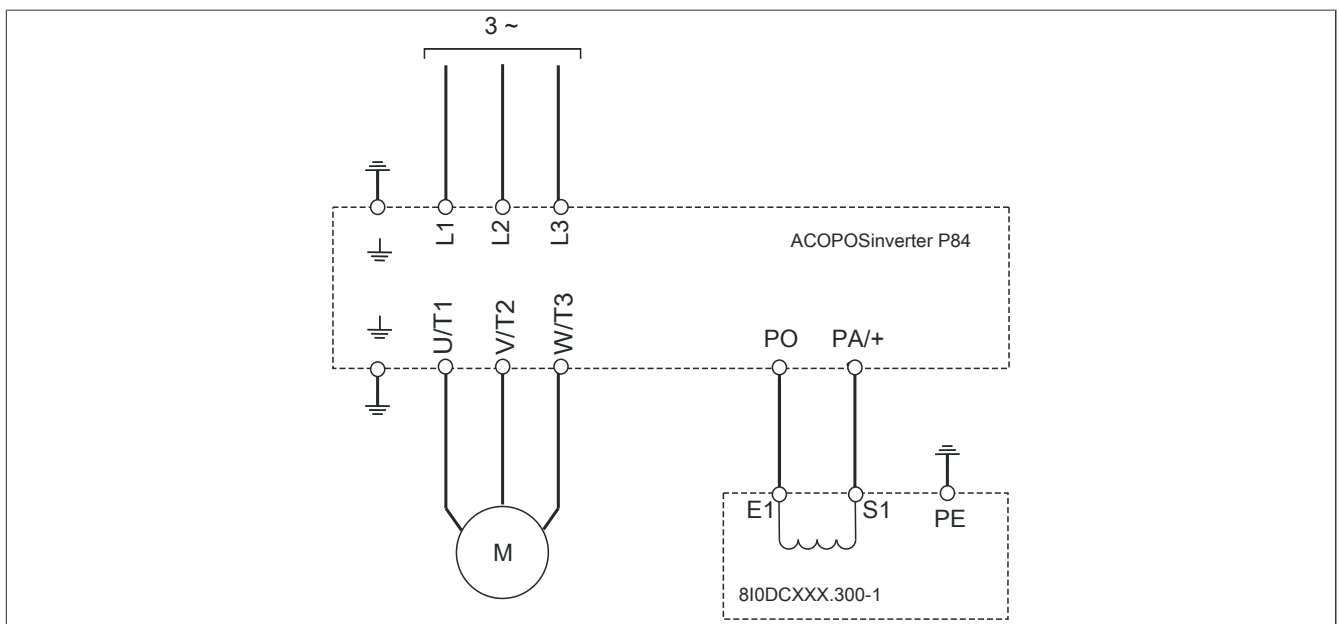 3 ~
L1
L2
L3
ACOPOSinverter P84
U/T1
V/T2
W/T3
PO
PA/+
E1
S1
PE
M
8I0DCXXX.300-1